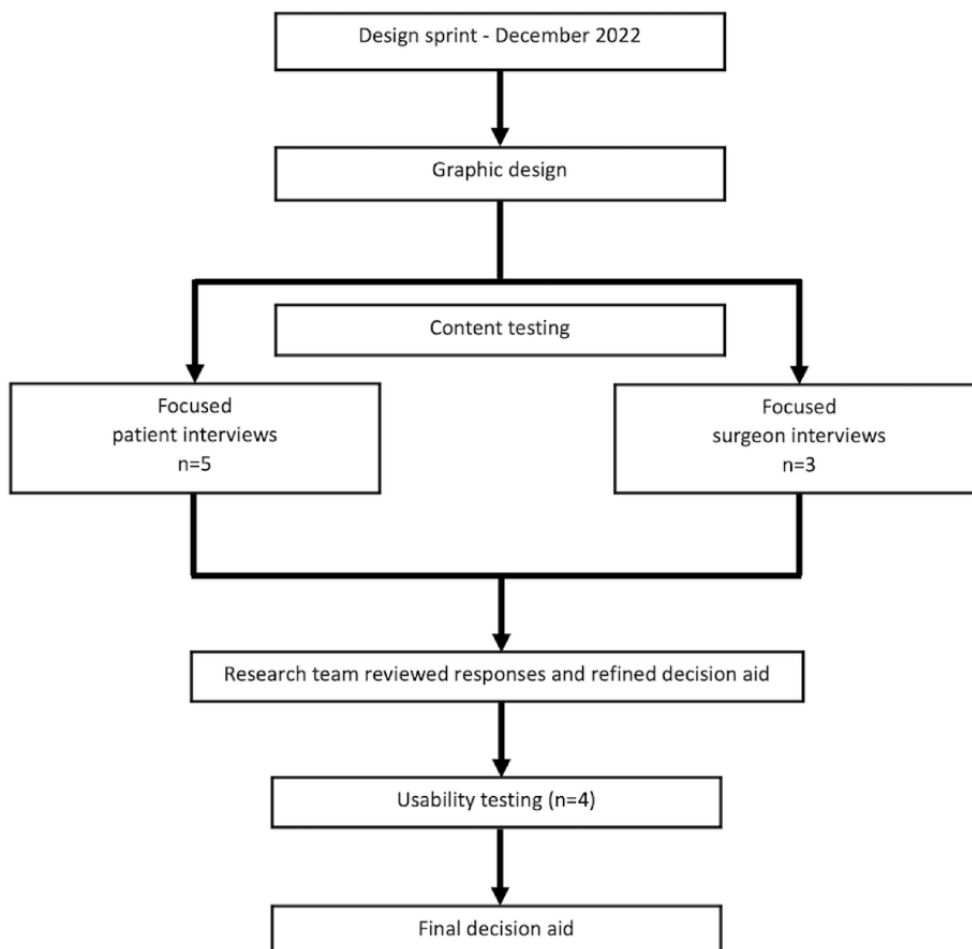 Design sprint - December 2022
Graphic design
Content testing
Focused
patient interviews
n=5
Focused
surgeon interviews
n=3
Research team reviewed responses and refined decision aid
Usability testing (n=4)
Final decision aid